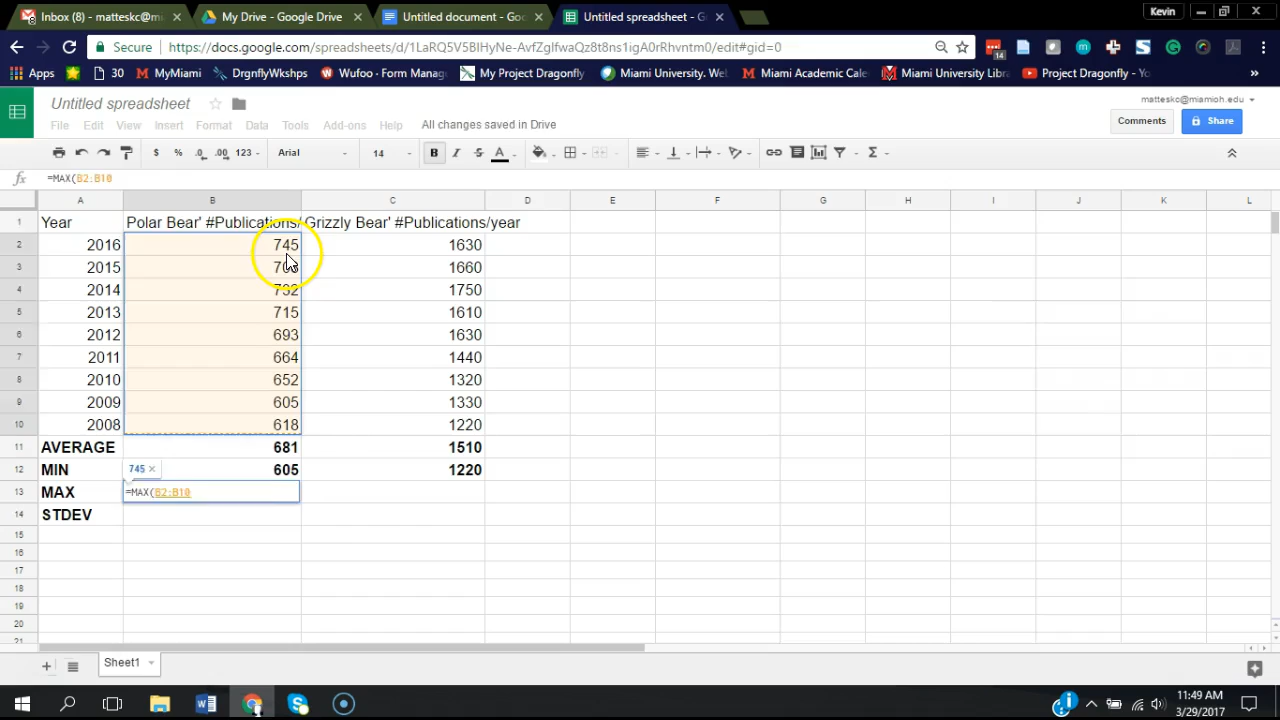 Inbox (8) - matteskc@mia
My Drive - Google Drive
Untitled document - Goo
Untitled spreadsheet - Go
Kevin
Secure
https://docs.google.com/spreadsheets/d/1LaRQ5V5BIHyNe-AvfZglfwaQz8t8ns1igA0rRhvntm0/edit#gid=0
14
Apps
30
MyMiami
DrgnflyWkshps
Wufoo - Form Manag
My Project Dragonfly
Miami University. Wel
Miami Academic Cale
Miami University Libra
Project Dragonfly - Yo
Untitled spreadsheet
matteskc@miamioh.edu
File Edit View Insert Format Data Tools Add-ons Help All changes saved in Drive
Comments
Share
$ % .0 .00 123 Arial 14 B I S A Σ
fx =MAX(B2:B10
A B C D E F G H I J K L
1 Year Polar Bear' #Publications/ Grizzly Bear' #Publications/year
2 2016 745 1630
3 2015 1660
4 2014 732 1750
5 2013 715 1610
6 2012 693 1630
7 2011 664 1440
8 2010 652 1320
9 2009 605 1330
10 2008 618 1220
11 AVERAGE 681 1510
12 MIN 745 × 605 1220
13 MAX =MAX(B2:B10
14 STDEV
15
16
17
18
19
20
21
Sheet1
11:49 AM
3/29/2017